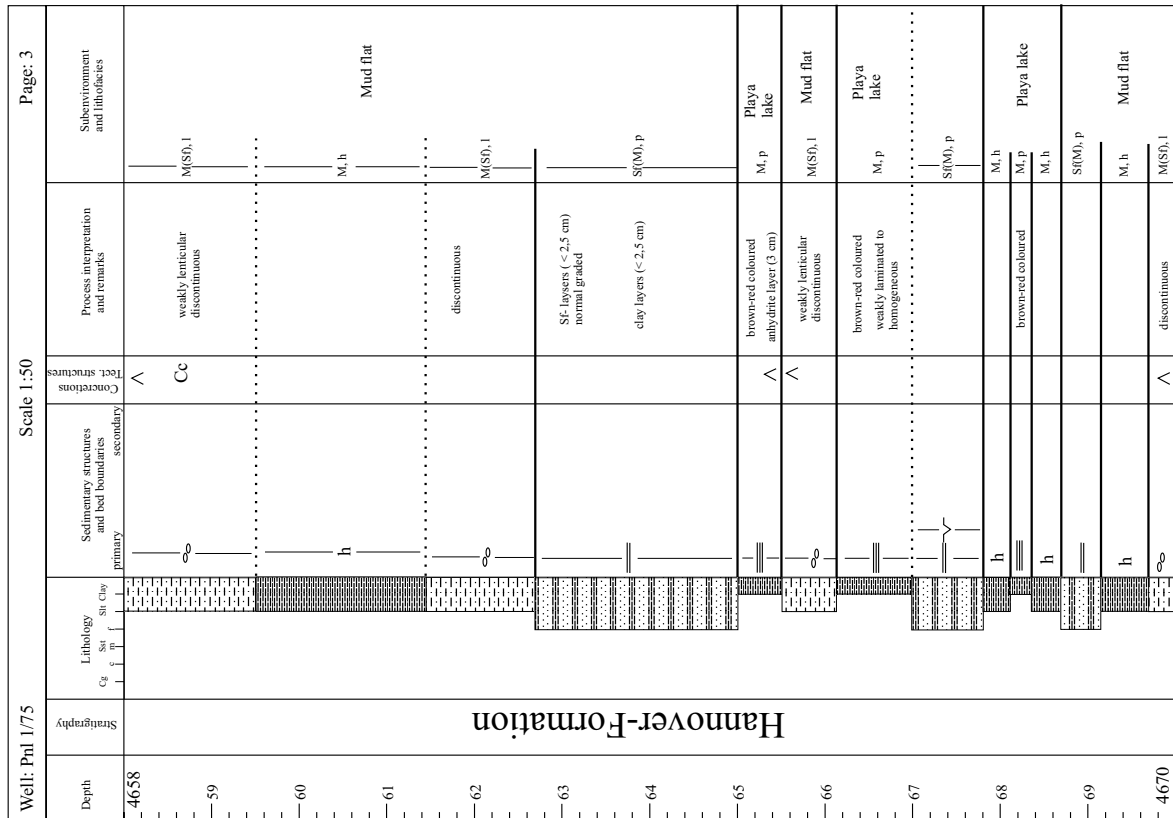 Well: Pnl 1/75
Scale 1:50
Page: 3
Depth
Stratigraphy
Lithology
Cg
c
Sst
m
f
Slt
Clay
Sedimentary structures
and bed boundaries
primary
secondary
Concretions
Tect. structures
Process interpretation
and remarks
Subenvironment
and lithofacies
4658
59
60
61
62
63
64
65
66
67
68
69
4670
Hannover-Formation
h
h
h
h
Cc
weakly lenticular
discontinuous
discontinuous
Sf- laysers ( < 2,5 cm)
normal graded
clay layers (< 2,5 cm)
brown-red coloured
anhydrite layer (3 cm)
weakly lenticular
discontinuous
brown-red coloured
weakly laminated to
homogeneous
brown-red coloured
discontinuous
M(Sf), l
M, h
M(Sf), l
Sf(M), p
M, p
M(Sf), l
M, p
Sf(M), p
M, h
M, p
M, h
Sf(M), p
M, h
M(Sf), l
Mud flat
Playa
lake
Mud flat
Playa
lake
Playa lake
Mud flat